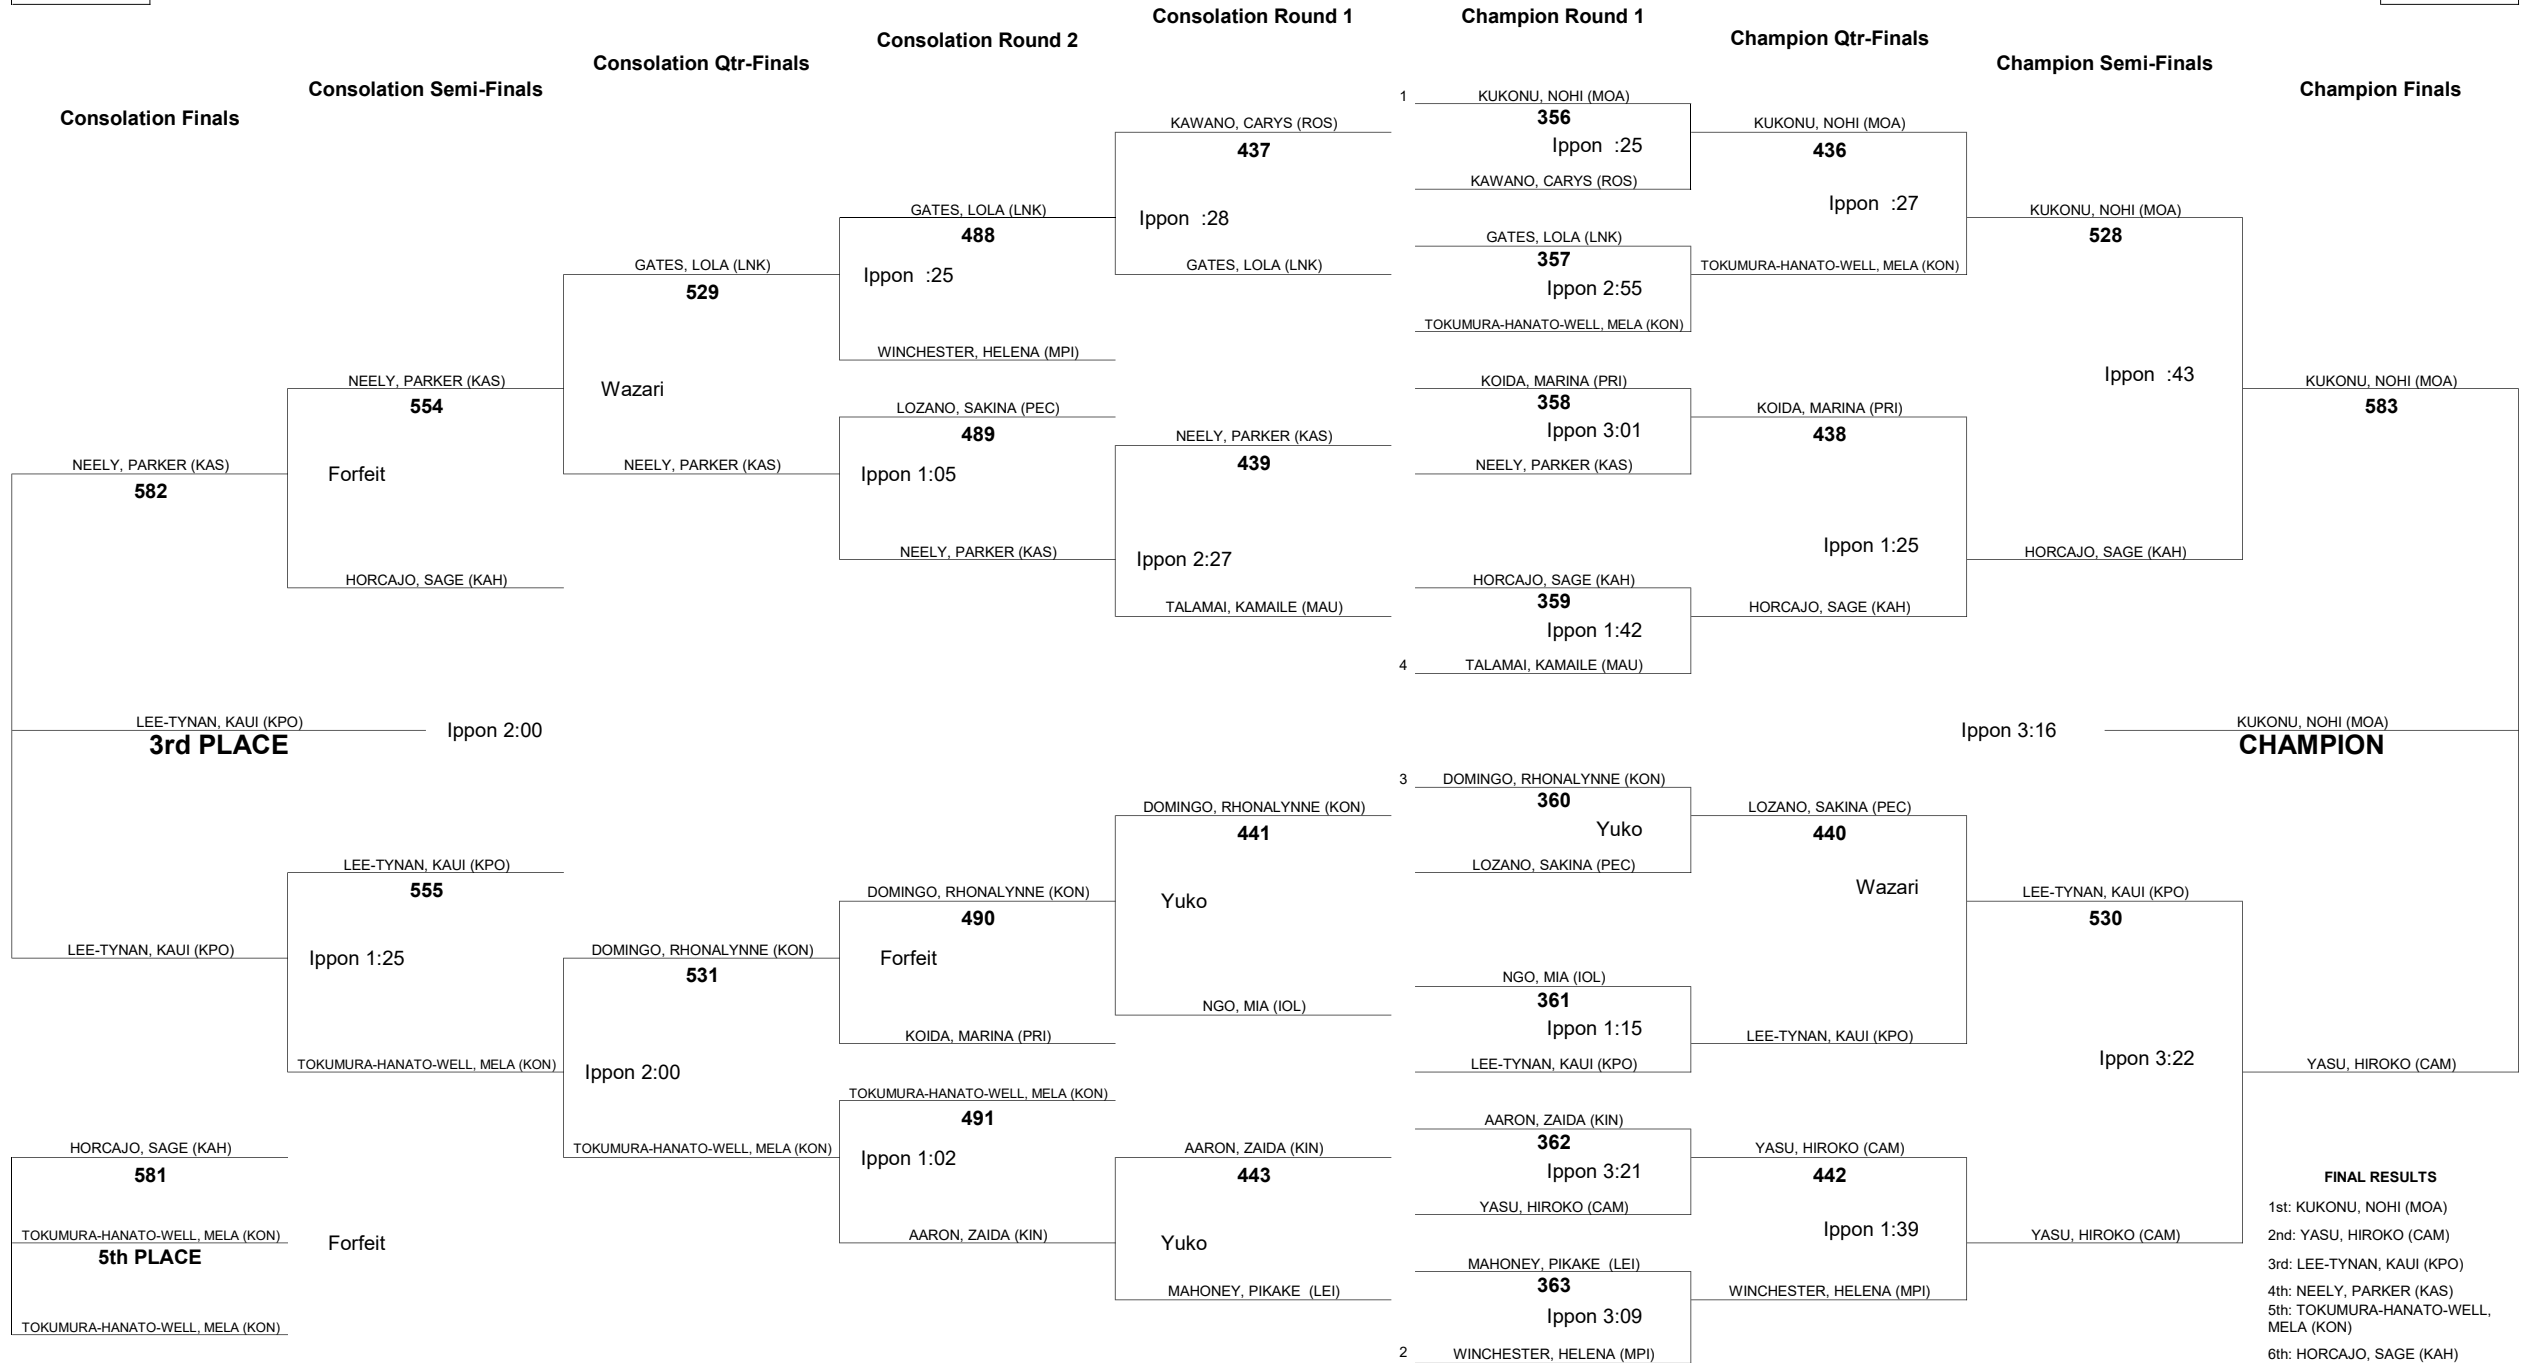 Consolation Round 1
Champion Round 1
Consolation Round 2
Champion Qtr-Finals
Consolation Qtr-Finals
Champion Semi-Finals
Consolation Semi-Finals
Champion Finals
Consolation Finals
NEELY, PARKER (KAS)
582
LEE-TYNAN, KAUI (KPO)
3rd PLACE
Ippon 2:00
LEE-TYNAN, KAUI (KPO)
HORCAJO, SAGE (KAH)
581
TOKUMURA-HANATO-WELL, MELA (KON)
5th PLACE
Forfeit
TOKUMURA-HANATO-WELL, MELA (KON)
NEELY, PARKER (KAS)
554
Forfeit
HORCAJO, SAGE (KAH)
LEE-TYNAN, KAUI (KPO)
555
Ippon 1:25
TOKUMURA-HANATO-WELL, MELA (KON)
GATES, LOLA (LNK)
529
Wazari
NEELY, PARKER (KAS)
DOMINGO, RHONALYNNE (KON)
531
Ippon 2:00
TOKUMURA-HANATO-WELL, MELA (KON)
GATES, LOLA (LNK)
488
Ippon :25
WINCHESTER, HELENA (MPI)
LOZANO, SAKINA (PEC)
489
Ippon 1:05
NEELY, PARKER (KAS)
DOMINGO, RHONALYNNE (KON)
490
Forfeit
KOIDA, MARINA (PRI)
TOKUMURA-HANATO-WELL, MELA (KON)
491
Ippon 1:02
AARON, ZAIDA (KIN)
KAWANO, CARYS (ROS)
437
Ippon :28
GATES, LOLA (LNK)
NEELY, PARKER (KAS)
439
Ippon 2:27
TALAMAI, KAMAILE (MAU)
DOMINGO, RHONALYNNE (KON)
441
Yuko
NGO, MIA (IOL)
AARON, ZAIDA (KIN)
443
Yuko
MAHONEY, PIKAKE (LEI)
1 KUKONU, NOHI (MOA)
356
Ippon :25
KAWANO, CARYS (ROS)
GATES, LOLA (LNK)
357
Ippon 2:55
TOKUMURA-HANATO-WELL, MELA (KON)
KOIDA, MARINA (PRI)
358
Ippon 3:01
NEELY, PARKER (KAS)
HORCAJO, SAGE (KAH)
359
Ippon 1:42
4 TALAMAI, KAMAILE (MAU)
3 DOMINGO, RHONALYNNE (KON)
360
Yuko
LOZANO, SAKINA (PEC)
NGO, MIA (IOL)
361
Ippon 1:15
LEE-TYNAN, KAUI (KPO)
AARON, ZAIDA (KIN)
362
Ippon 3:21
YASU, HIROKO (CAM)
MAHONEY, PIKAKE (LEI)
363
Ippon 3:09
2 WINCHESTER, HELENA (MPI)
KUKONU, NOHI (MOA)
436
Ippon :27
TOKUMURA-HANATO-WELL, MELA (KON)
KOIDA, MARINA (PRI)
438
Ippon 1:25
HORCAJO, SAGE (KAH)
LOZANO, SAKINA (PEC)
440
Wazari
LEE-TYNAN, KAUI (KPO)
YASU, HIROKO (CAM)
442
Ippon 1:39
WINCHESTER, HELENA (MPI)
KUKONU, NOHI (MOA)
528
Ippon :43
HORCAJO, SAGE (KAH)
LEE-TYNAN, KAUI (KPO)
530
Ippon 3:22
YASU, HIROKO (CAM)
KUKONU, NOHI (MOA)
583
Ippon 3:16
KUKONU, NOHI (MOA)
CHAMPION
YASU, HIROKO (CAM)
FINAL RESULTS
1st: KUKONU, NOHI (MOA)
2nd: YASU, HIROKO (CAM)
3rd: LEE-TYNAN, KAUI (KPO)
4th: NEELY, PARKER (KAS)
5th: TOKUMURA-HANATO-WELL,
MELA (KON)
6th: HORCAJO, SAGE (KAH)